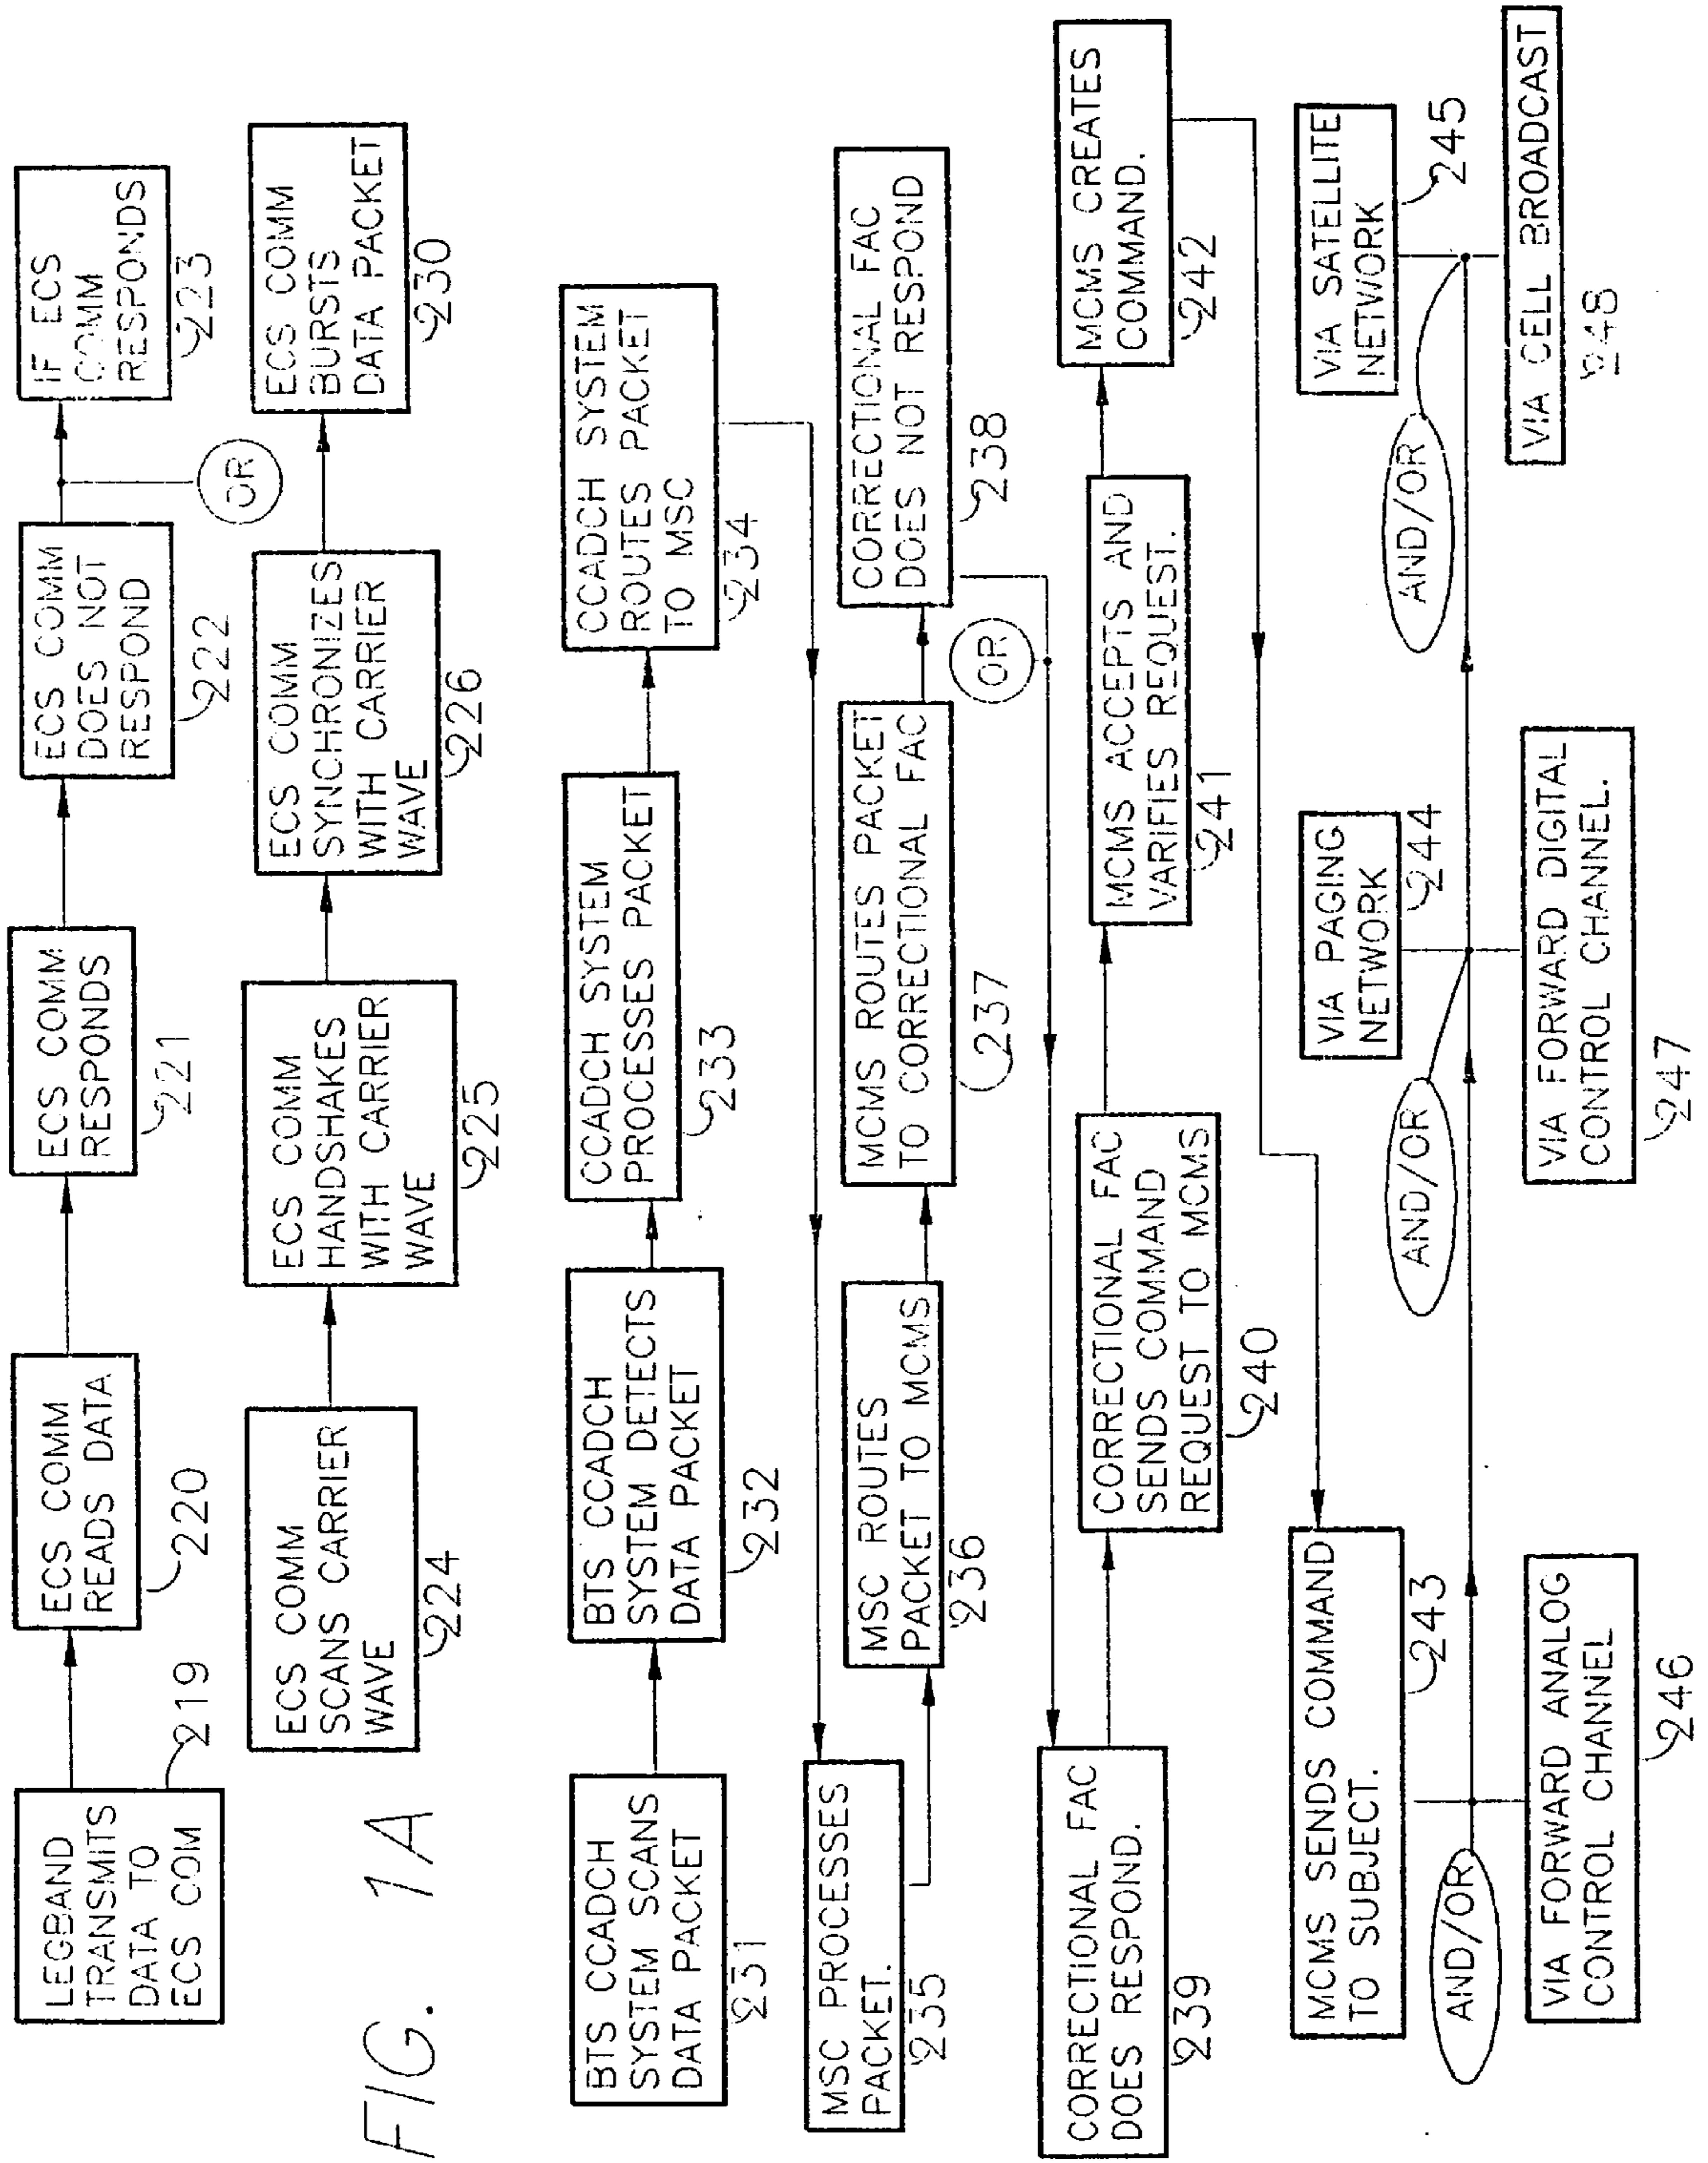 LEGBAND
TRANSMITS
DATA TO
ECS COM
219
ECS COMM
READS DATA
220
ECS COMM
RESPONDS
221
ECS COMM
DOES NOT
RESPOND
222
OR
IF ECS
COMM
RESPONDS
223
FIG. 1A
ECS COMM
SCANS CARRIER
WAVE
224
ECS COMM
HANDSHAKES
WITH CARRIER
WAVE
225
ECS COMM
SYNCHRONIZES
WITH CARRIER
WAVE
226
ECS COMM
BURSTS
DATA PACKET
230
BTS CCADCH
SYSTEM SCANS
DATA PACKET
231
BTS CCADCH
SYSTEM DETECTS
DATA PACKET
232
CCADCH SYSTEM
PROCESSES PACKET
233
CCADCH SYSTEM
ROUTES PACKET
TO MSC
234
MSC PROCESSES
PACKET.
235
MSC ROUTES
PACKET TO MCMS
236
MCMS ROUTES PACKET
TO CORRECTIONAL FAC
237
OR
CORRECTIONAL FAC
DOES NOT RESPOND
238
CORRECTIONAL FAC
DOES RESPOND.
239
CORRECTIONAL FAC
SENDS COMMAND
REQUEST TO MCMS
240
MCMS ACCEPTS AND
VARIFIES REQUEST.
241
MCMS CREATES
COMMAND.
242
MCMS SENDS COMMAND
TO SUBJECT.
243
VIA PAGING
NETWORK
244
VIA SATELLITE
NETWORK
245
AND/OR
AND/OR
AND/OR
VIA FORWARD ANALOG
CONTROL CHANNEL
246
VIA FORWARD DIGITAL
CONTROL CHANNEL.
247
VIA CELL BROADCAST
248